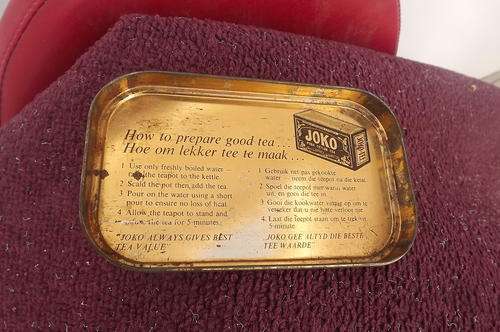 How to prepare good tea...
Hoe om lekker tee te maak...
JOKO
1 Use only freshly boiled water
the teapot to the kettle.
2 Scald the pot then add the tea.
3 Pour on the water using a short
pour to ensure no loss of heat.
4 Allow the teapot to stand and
the tea for 5 minutes.
"JOKO ALWAYS GIVES BEST
TEA VALUE"
1 Gebruik net pas gekookte
water — neem die teepot na die ketel.
2 Spoel die teepot met warm water
uit, en gooi die tee in.
3 Gooi die kookwater vinnig op om te
verseker dat u nie hitte verloor nie.
4 Laat die teepot staan om te trek vir
5 minute.
"JOKO GEE ALTYD DIE BESTE
TEE WAARDE"